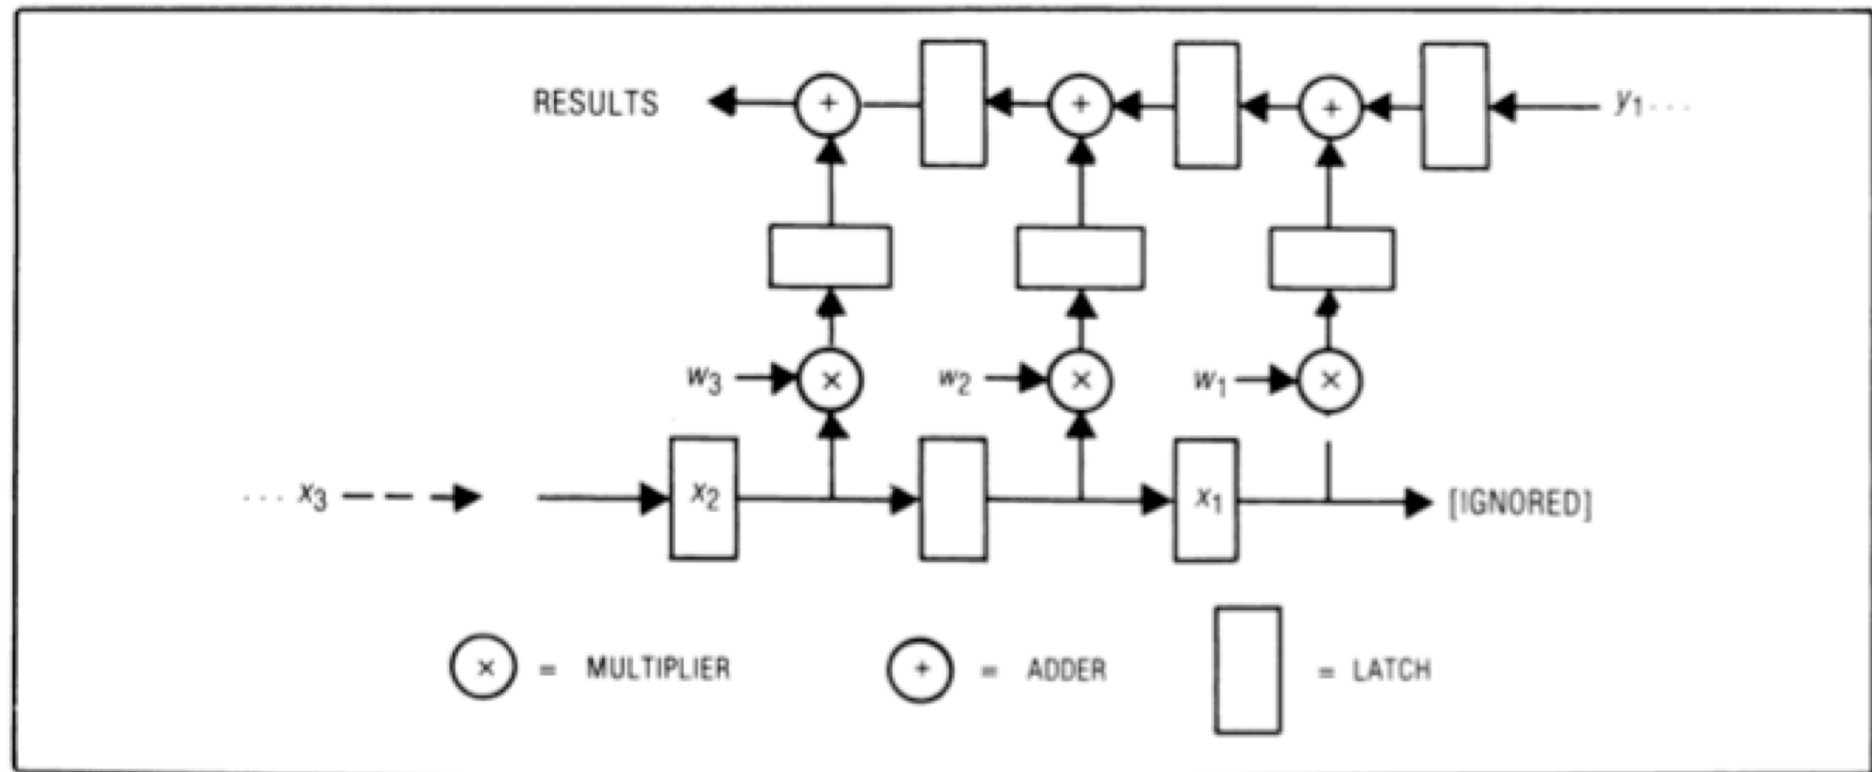 RESULTS + + + y₁ ···
w₃ × w₂ × w₁ ×
··· x₃ x₂ x₁ [IGNORED]
× = MULTIPLIER + = ADDER = LATCH